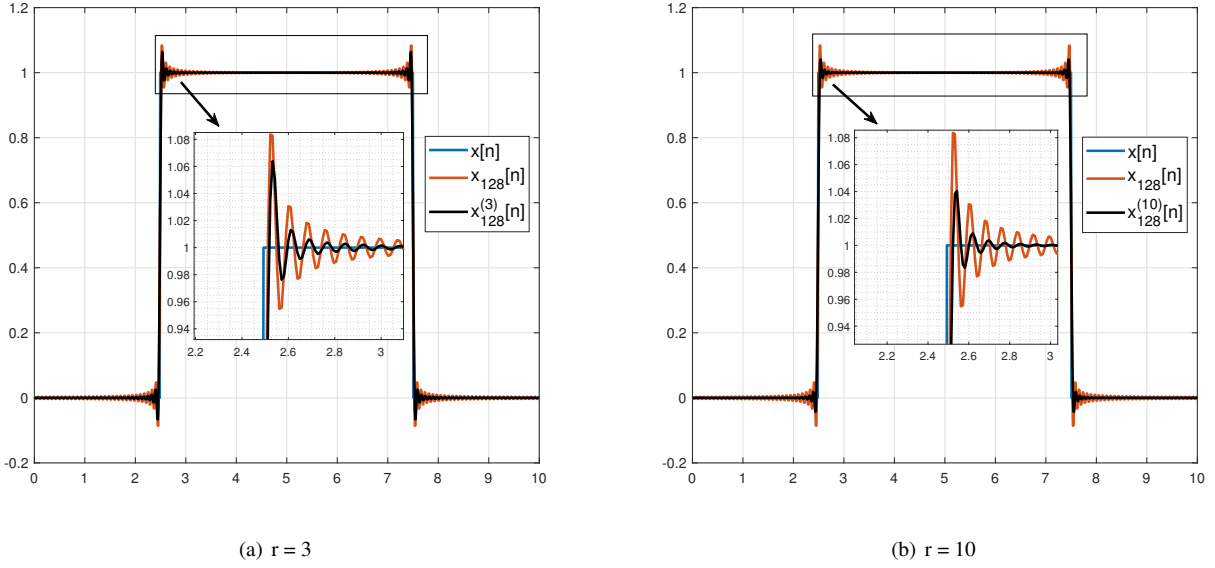 1.2
1
0.8
0.6
0.4
0.2
0
-0.2
0 1 2 3 4 5 6 7 8 9 10
1.08
1.06
1.04
1.02
1
0.98
0.96
0.94
2.2 2.4 2.6 2.8 3
x[n]
x128[n]
x128(3)[n]
(a) r = 3
1.2
1
0.8
0.6
0.4
0.2
0
-0.2
0 1 2 3 4 5 6 7 8 9 10
1.08
1.06
1.04
1.02
1
0.98
0.96
0.94
2.2 2.4 2.6 2.8 3
x[n]
x128[n]
x128(10)[n]
(b) r = 10